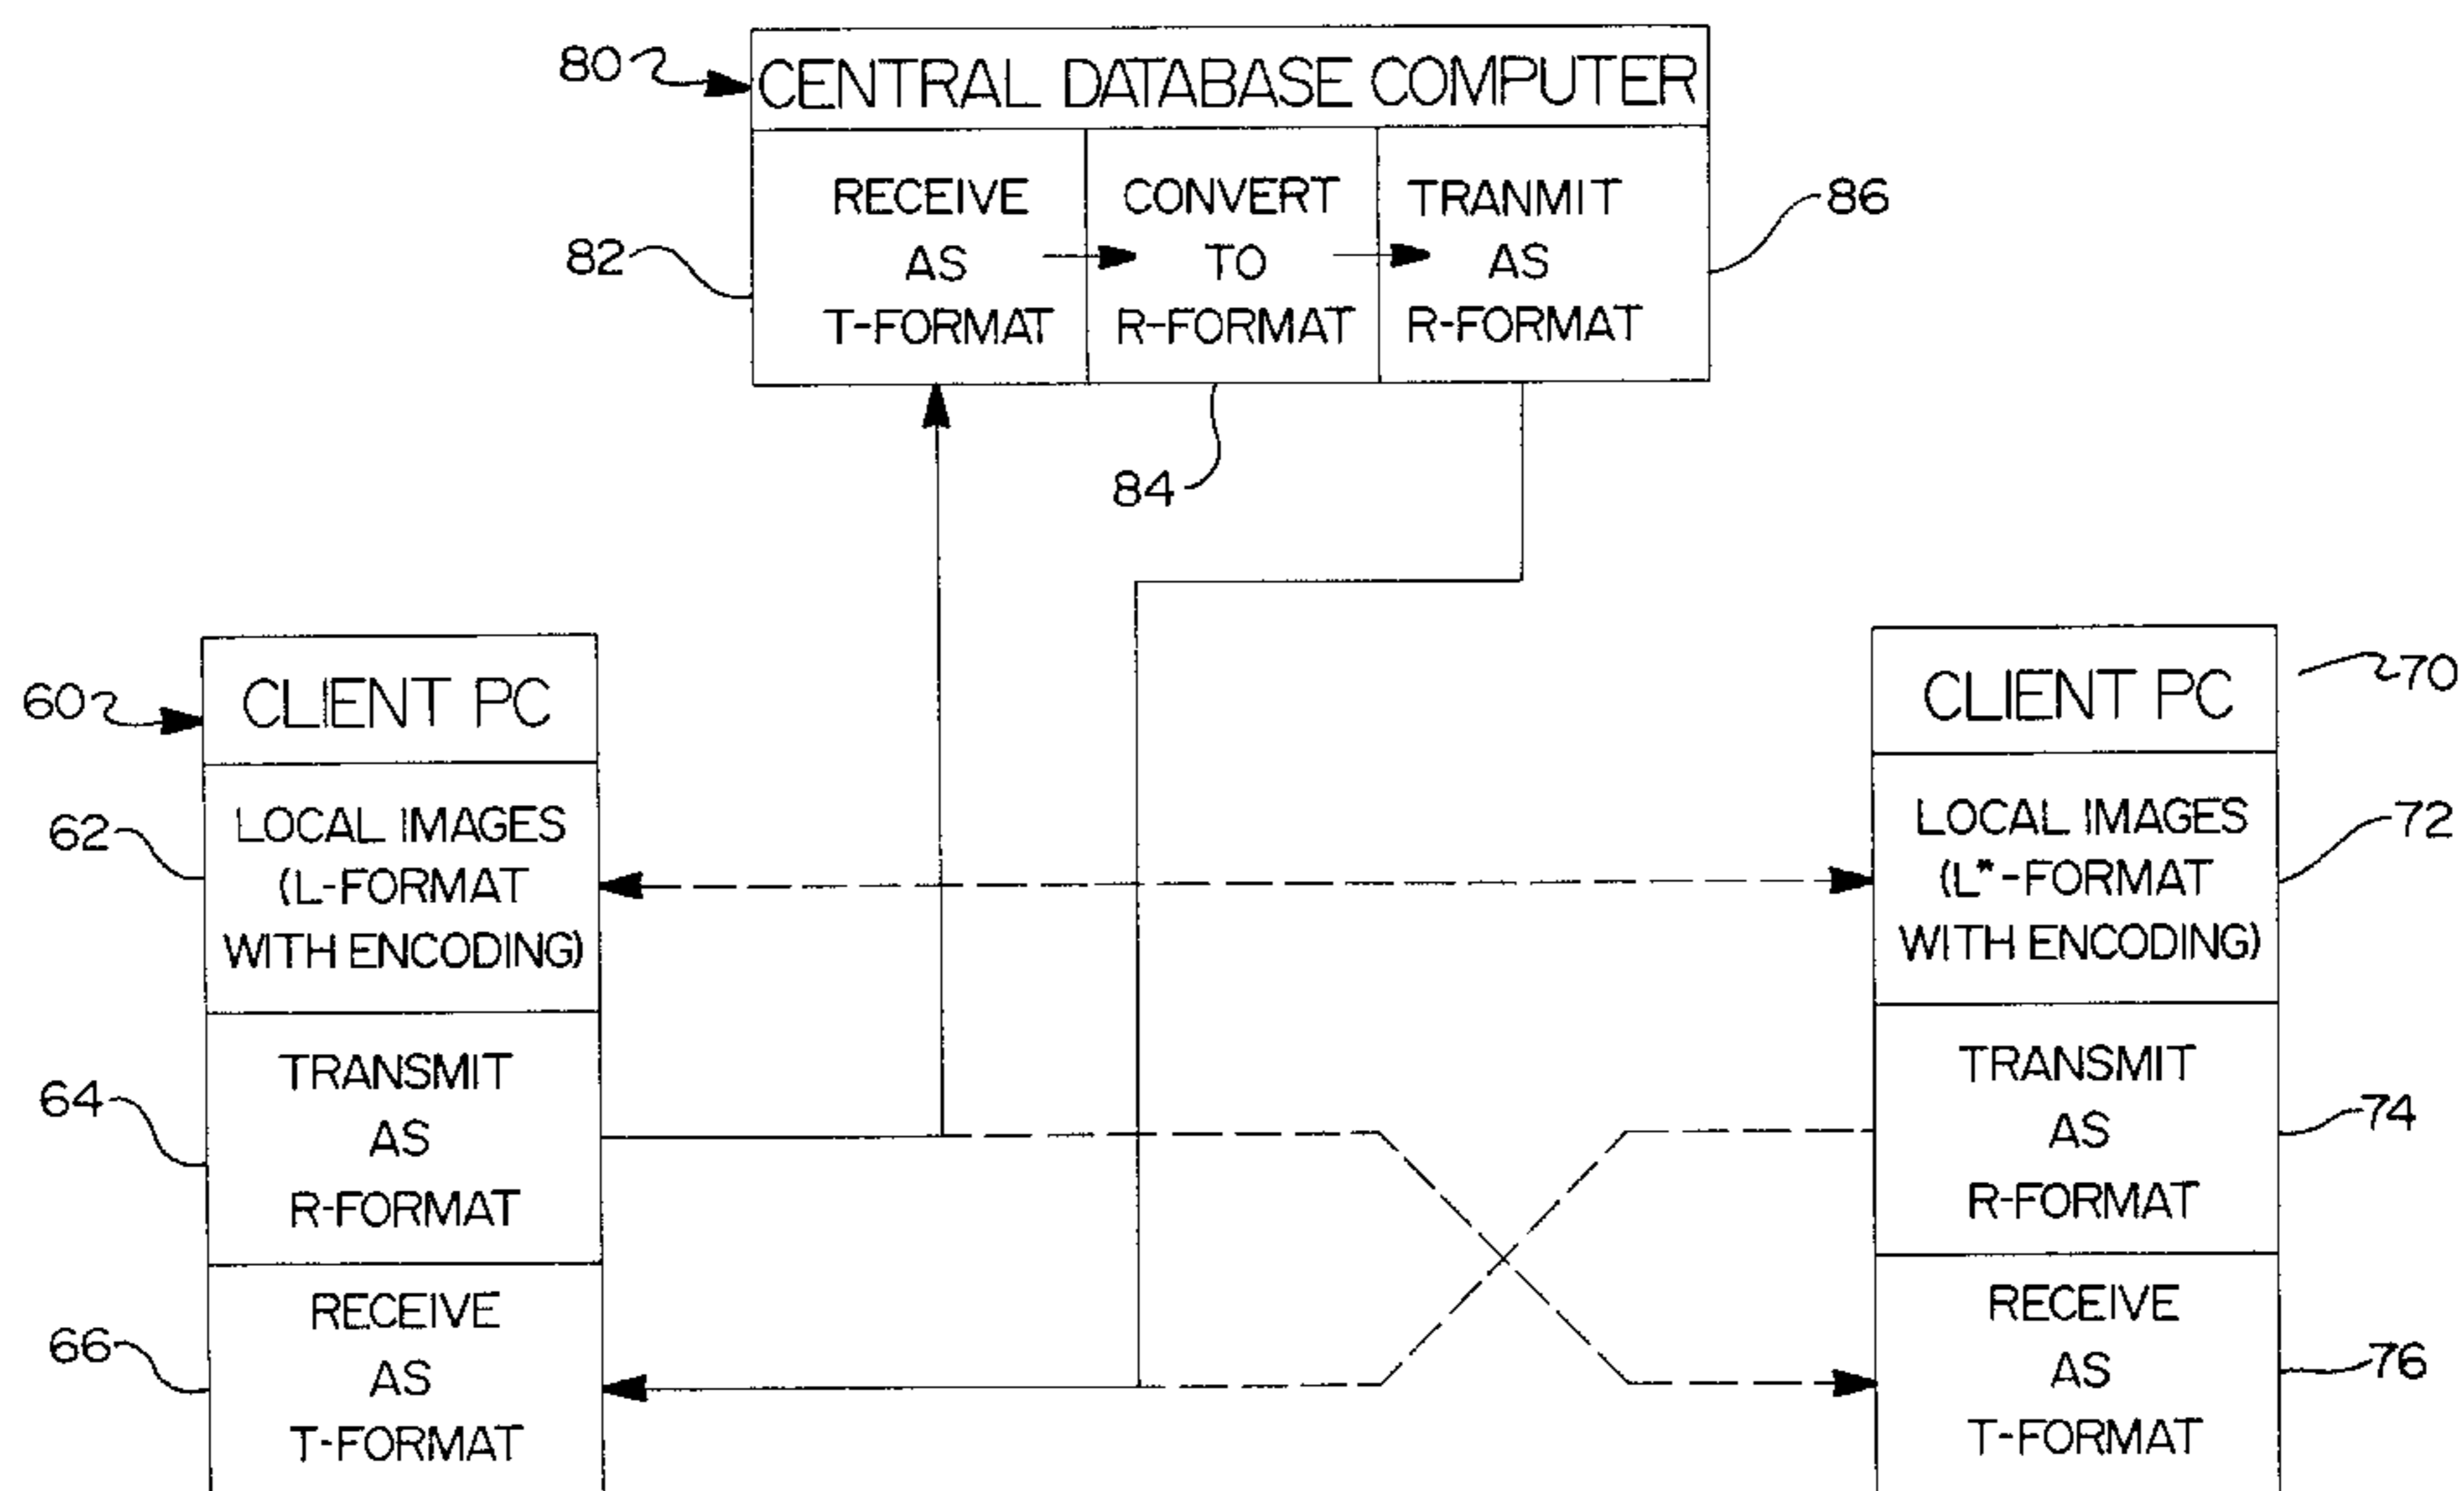 80
CENTRAL DATABASE COMPUTER
RECEIVE
AS
T-FORMAT
CONVERT
TO
R-FORMAT
TRANMIT
AS
R-FORMAT
82
84
86
60
CLIENT PC
62
LOCAL IMAGES
(L-FORMAT
WITH ENCODING)
64
TRANSMIT
AS
R-FORMAT
66
RECEIVE
AS
T-FORMAT
CLIENT PC
70
LOCAL IMAGES
(L*-FORMAT
WITH ENCODING)
72
TRANSMIT
AS
R-FORMAT
74
RECEIVE
AS
T-FORMAT
76